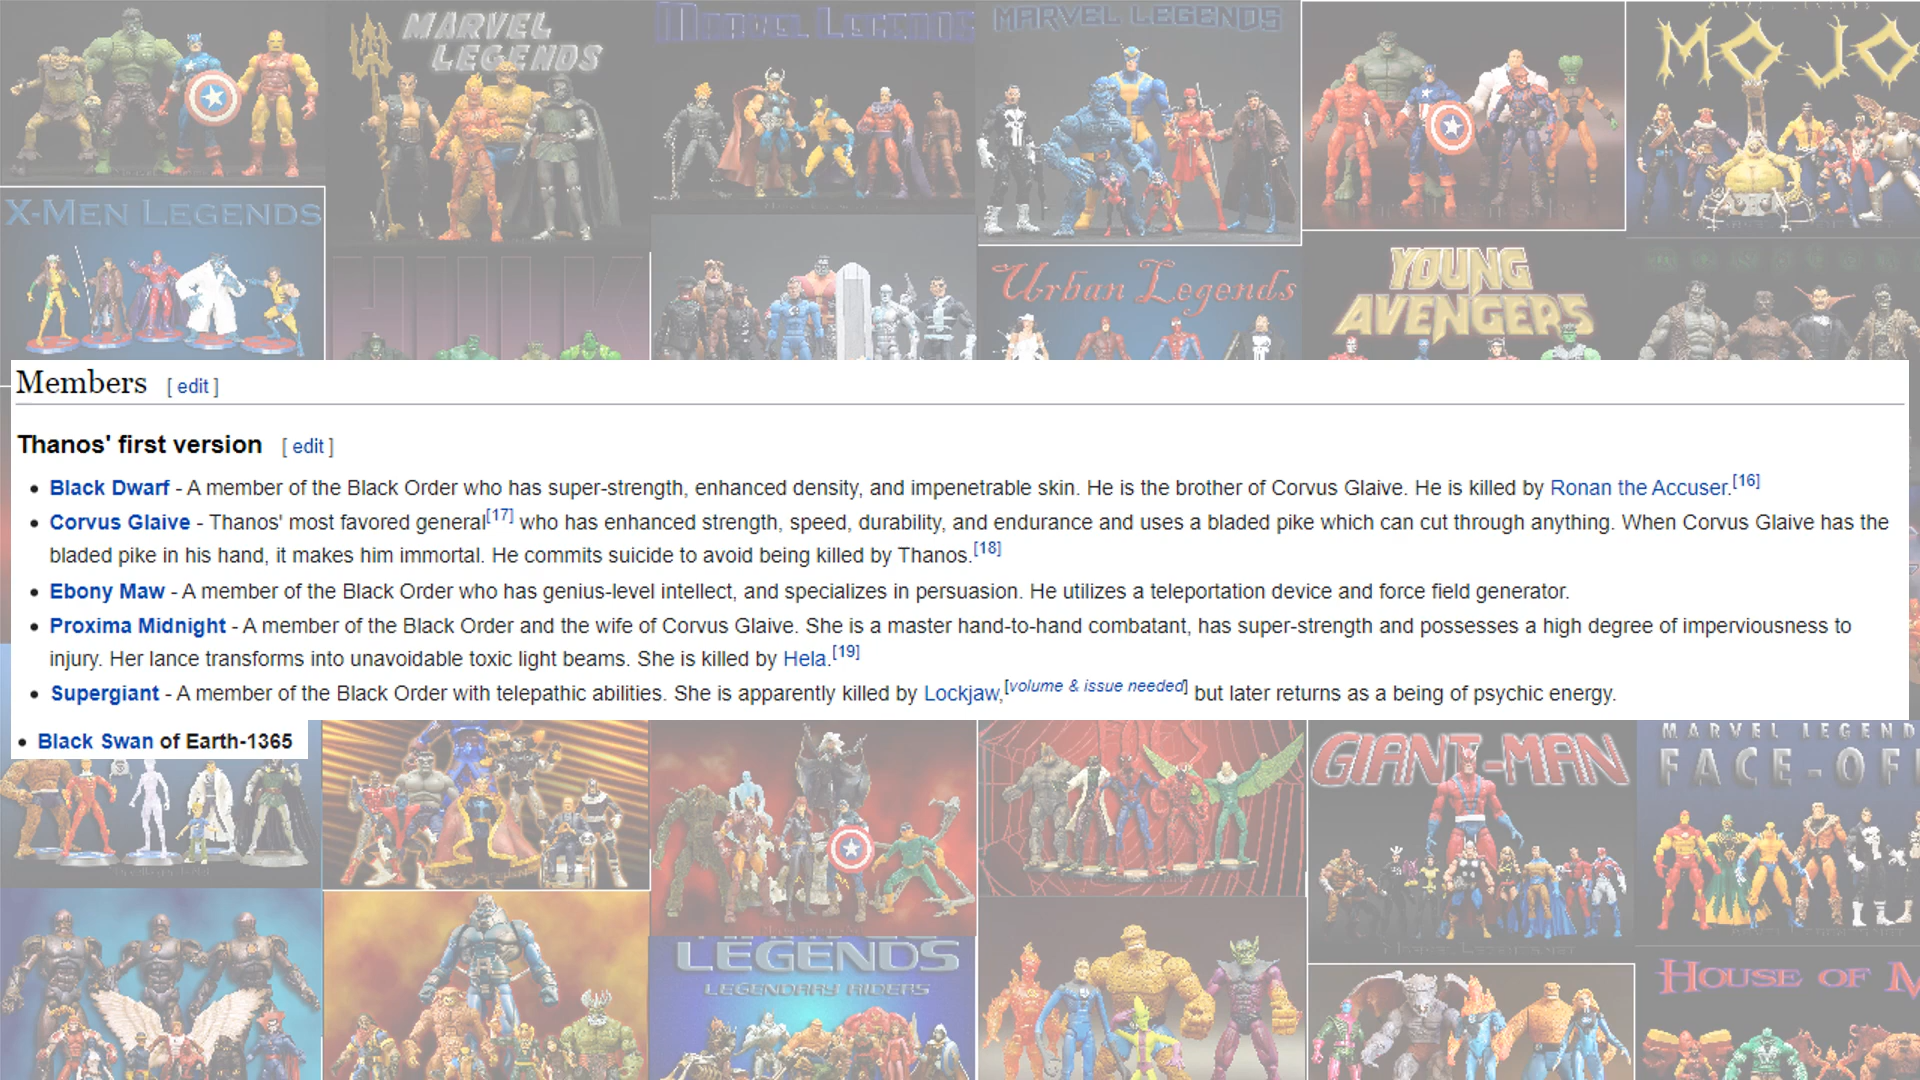 MARVEL LEGENDS
MARVEL LEGENDS
MARVEL LEGENDS
MOJO
X-MEN LEGENDS
HULK
Urban Legends
YOUNG AVENGERS
Members [ edit ]
Thanos' first version [ edit ]
• Black Dwarf - A member of the Black Order who has super-strength, enhanced density, and impenetrable skin. He is the brother of Corvus Glaive. He is killed by Ronan the Accuser.[16]
• Corvus Glaive - Thanos' most favored general[17] who has enhanced strength, speed, durability, and endurance and uses a bladed pike which can cut through anything. When Corvus Glaive has the
bladed pike in his hand, it makes him immortal. He commits suicide to avoid being killed by Thanos.[18]
• Ebony Maw - A member of the Black Order who has genius-level intellect, and specializes in persuasion. He utilizes a teleportation device and force field generator.
• Proxima Midnight - A member of the Black Order and the wife of Corvus Glaive. She is a master hand-to-hand combatant, has super-strength and possesses a high degree of imperviousness to
injury. Her lance transforms into unavoidable toxic light beams. She is killed by Hela.[19]
• Supergiant - A member of the Black Order with telepathic abilities. She is apparently killed by Lockjaw,[volume & issue needed] but later returns as a being of psychic energy.
• Black Swan of Earth-1365
GIANT-MAN
MARVEL LEGEND
FACE-OFF
LEGENDS
LEGENDARY RIDERS
HOUSE OF M